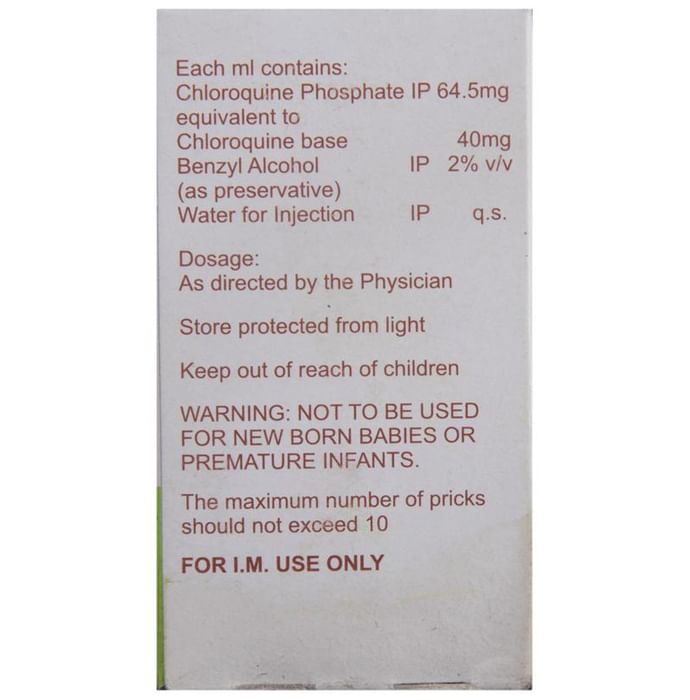 Each ml contains:
Chloroquine Phosphate IP 64.5mg
equivalent to
Chloroquine base 40mg
Benzyl Alcohol IP 2% v/v
(as preservative)
Water for Injection IP q.s.
Dosage:
As directed by the Physician
Store protected from light
Keep out of reach of children
WARNING: NOT TO BE USED
FOR NEW BORN BABIES OR
PREMATURE INFANTS.
The maximum number of pricks
should not exceed 10
FOR I.M. USE ONLY